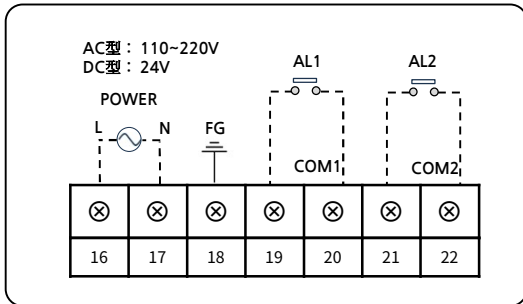 AC型：110~220V
DC型：24V
POWER
L N FG
AL1 AL2
COM1 COM2
16 17 18 19 20 21 22